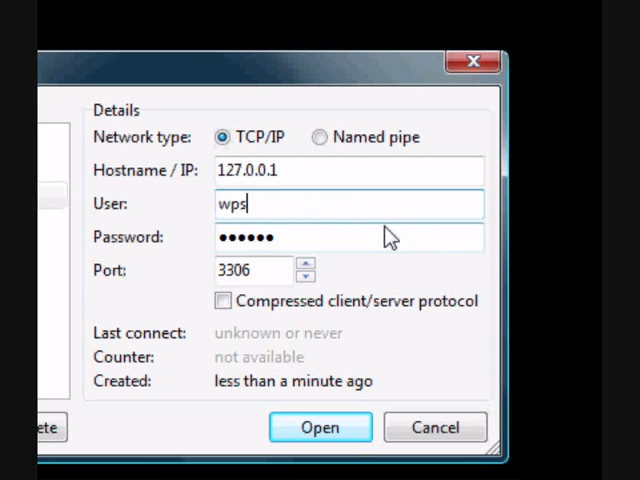 Details
Network type: TCP/IP Named pipe
Hostname / IP: 127.0.0.1
User: wps
Password: ●●●●●●
Port: 3306
Compressed client/server protocol
Last connect: unknown or never
Counter: not available
Created: less than a minute ago
ete Open Cancel